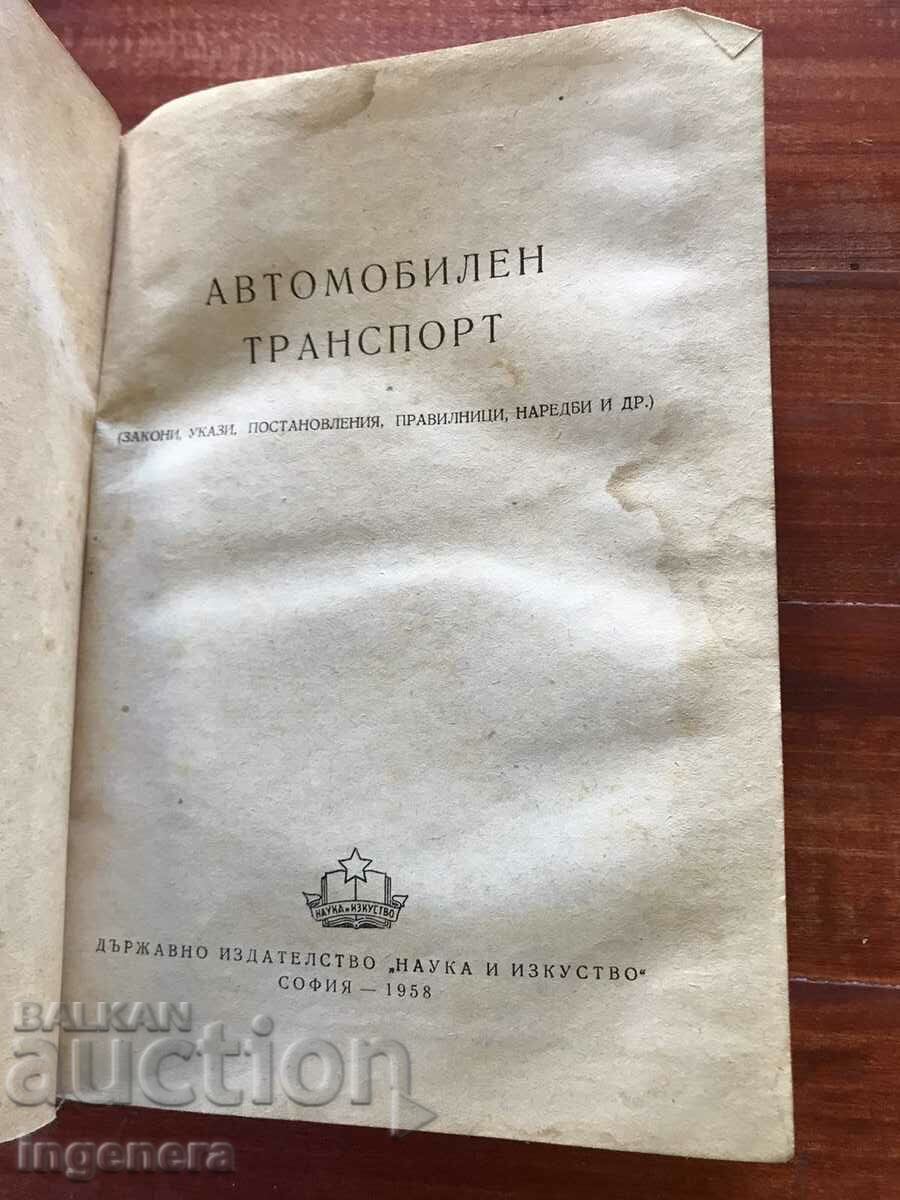 АВТОМОБИЛЕН
ТРАНСПОРТ
(ЗАКОНИ, УКАЗИ, ПОСТАНОВЛЕНИЯ, ПРАВИЛНИЦИ, НАРЕДБИ И ДР.)
НАУКА И ИЗКУСТВО
ДЪРЖАВНО ИЗДАТЕЛСТВО „НАУКА И ИЗКУСТВО“
СОФИЯ — 1958
BALKAN
auction
ingenera